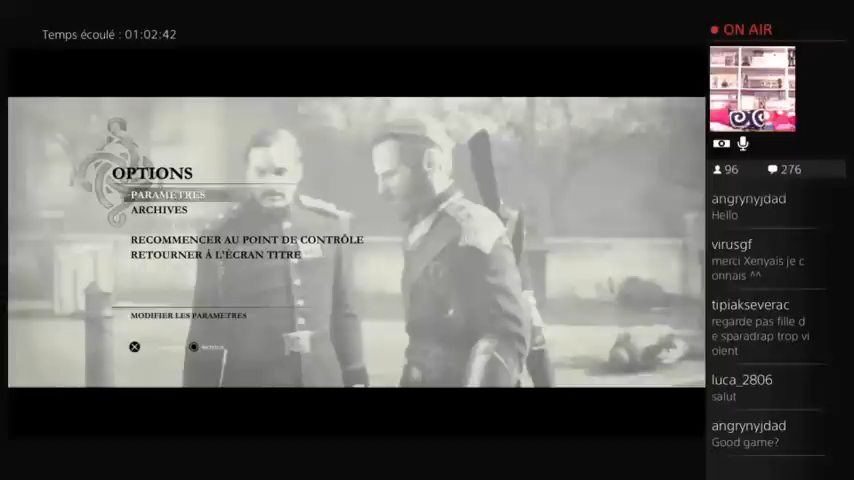 Temps écoulé : 01:02:42
ON AIR
OPTIONS
PARAMÈTRES
ARCHIVES
RECOMMENCER AU POINT DE CONTRÔLE
RETOURNER À L'ÉCRAN TITRE
MODIFIER LES PARAMÈTRES
96
276
angrynyjdad
Hello
virusgf
merci Xenyais je c
onnais ^^
tipiakseverac
regarde pas fille d
e sparadrap trop vi
olent
luca_2806
salut
angrynyjdad
Good game?